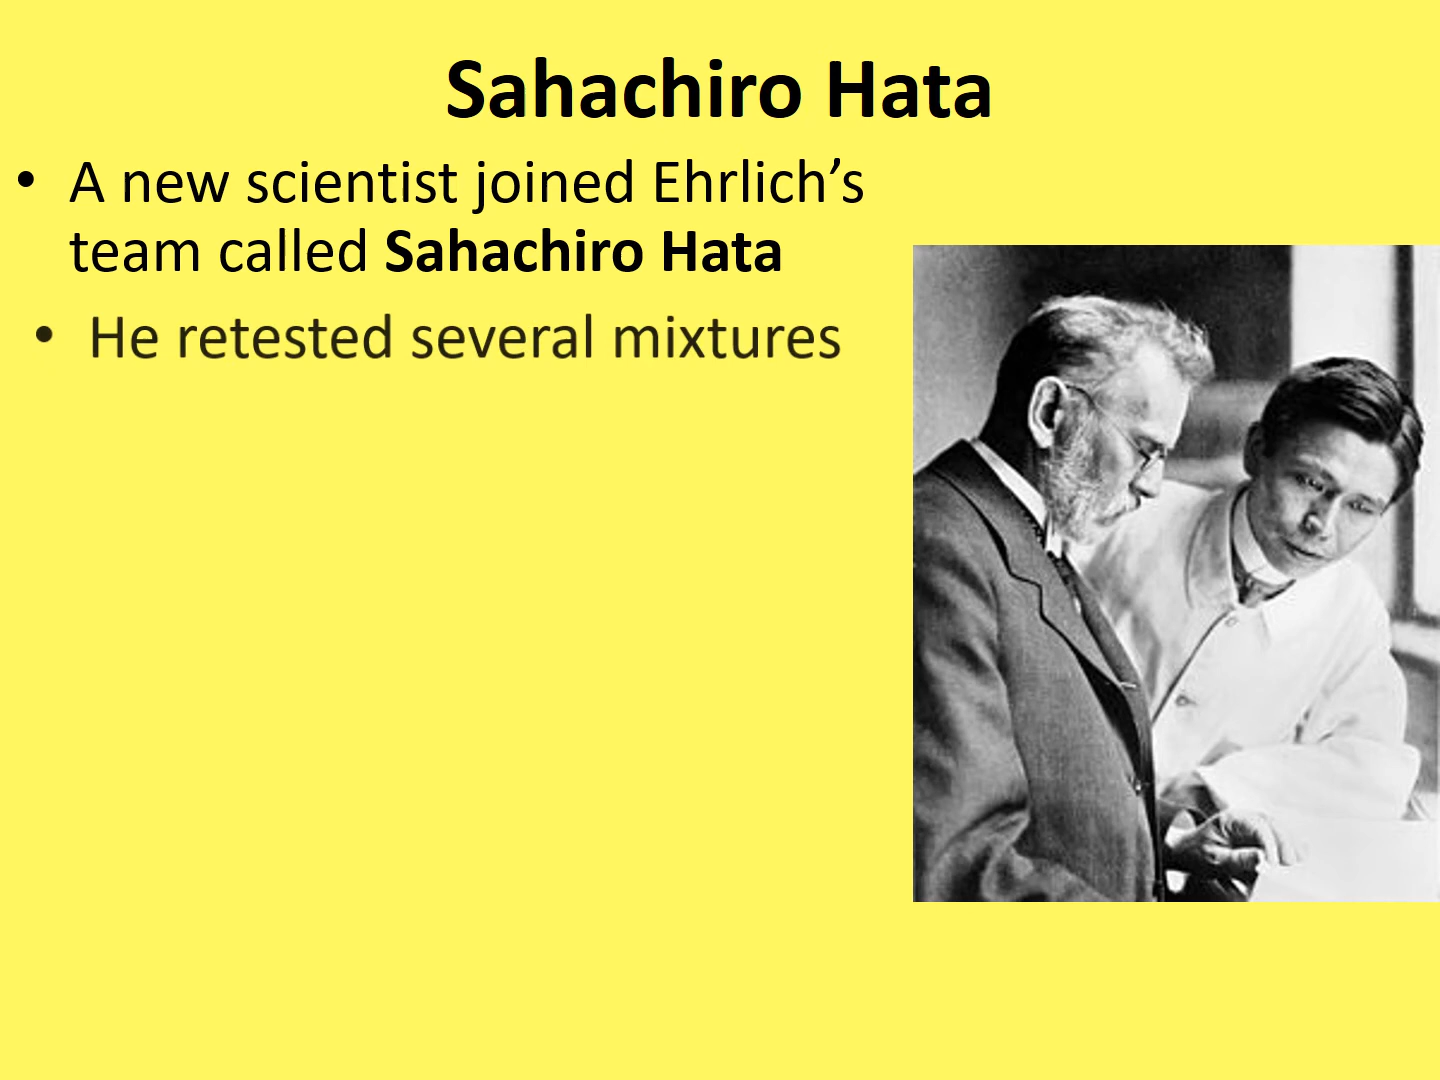 Sahachiro Hata
• A new scientist joined Ehrlich’s
team called Sahachiro Hata
• He retested several mixtures